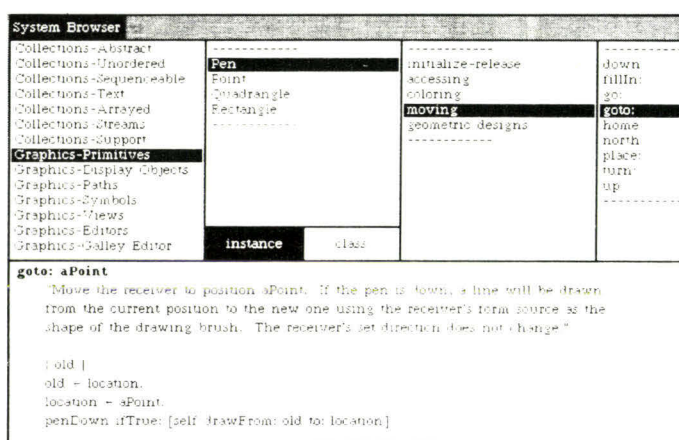 System Browser
Collections-Abstract
Collections-Unordered
Collections-Sequenceable
Collections-Text
Collections-Arrayed
Collections-Streams
Collections-Support
Graphics-Primitives
Graphics-Display Objects
Graphics-Paths
Graphics-Symbols
Graphics-Views
Graphics-Editors
Graphics-Galley Editor
------------
Pen
Point
Quadrangle
Rectangle
------------
instance
class
------------
initialize-release
accessing
coloring
moving
geometric designs
------------
down
fillIn:
go:
goto:
home
north
place:
turn:
up
goto: aPoint
"Move the receiver to position aPoint. If the pen is down, a line will be drawn
from the current position to the new one using the receiver's form source as the
shape of the drawing brush. The receiver's set direction does not change."
| old |
old ← location.
location ← aPoint.
penDown ifTrue: [self drawFrom: old to: location]